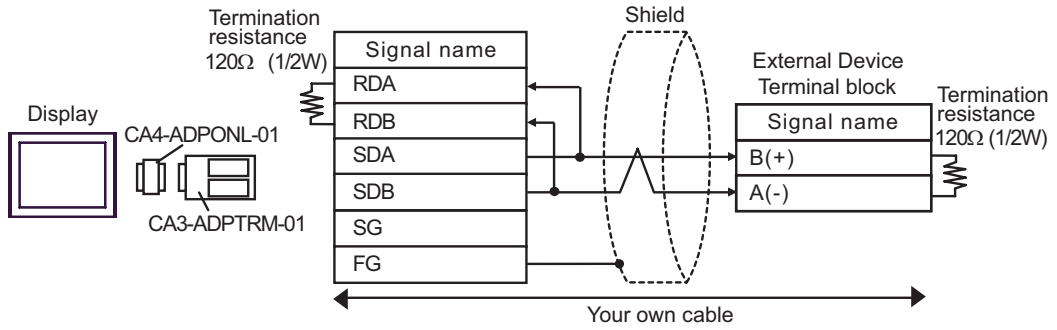 Termination
resistance
120Ω (1/2W)
Display
CA4-ADPONL-01
CA3-ADPTRM-01
Signal name
RDA
RDB
SDA
SDB
SG
FG
Shield
External Device
Terminal block
Signal name
B(+)
A(-)
Termination
resistance
120Ω (1/2W)
Your own cable